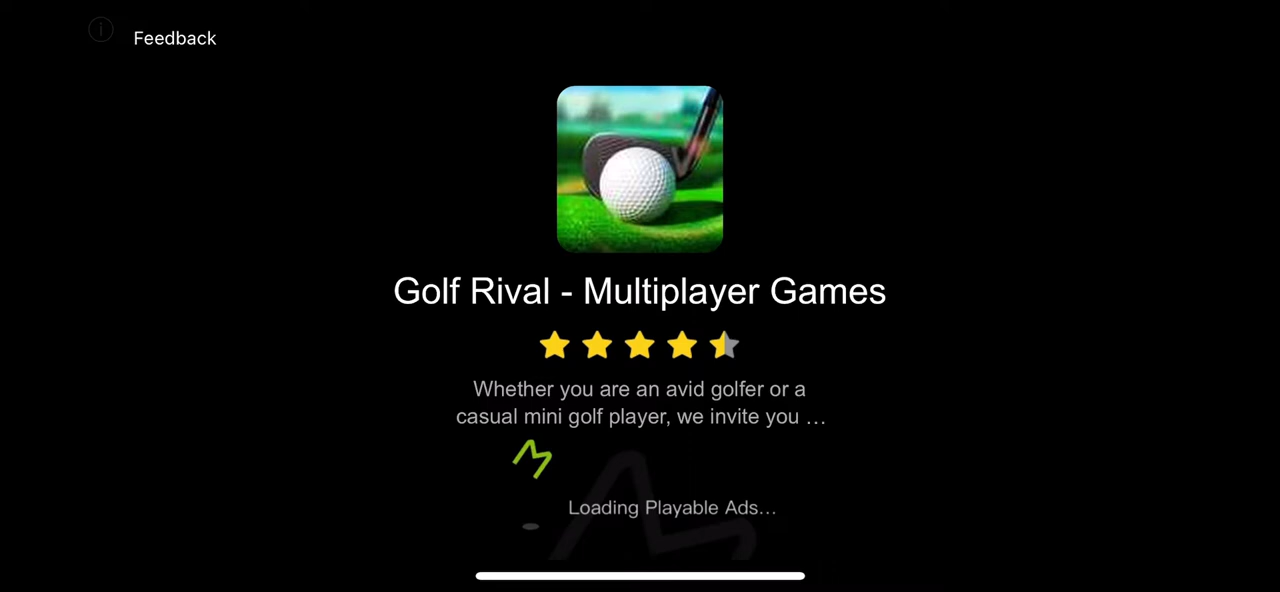 Feedback
Golf Rival - Multiplayer Games
Whether you are an avid golfer or a
casual mini golf player, we invite you …
Loading Playable Ads…